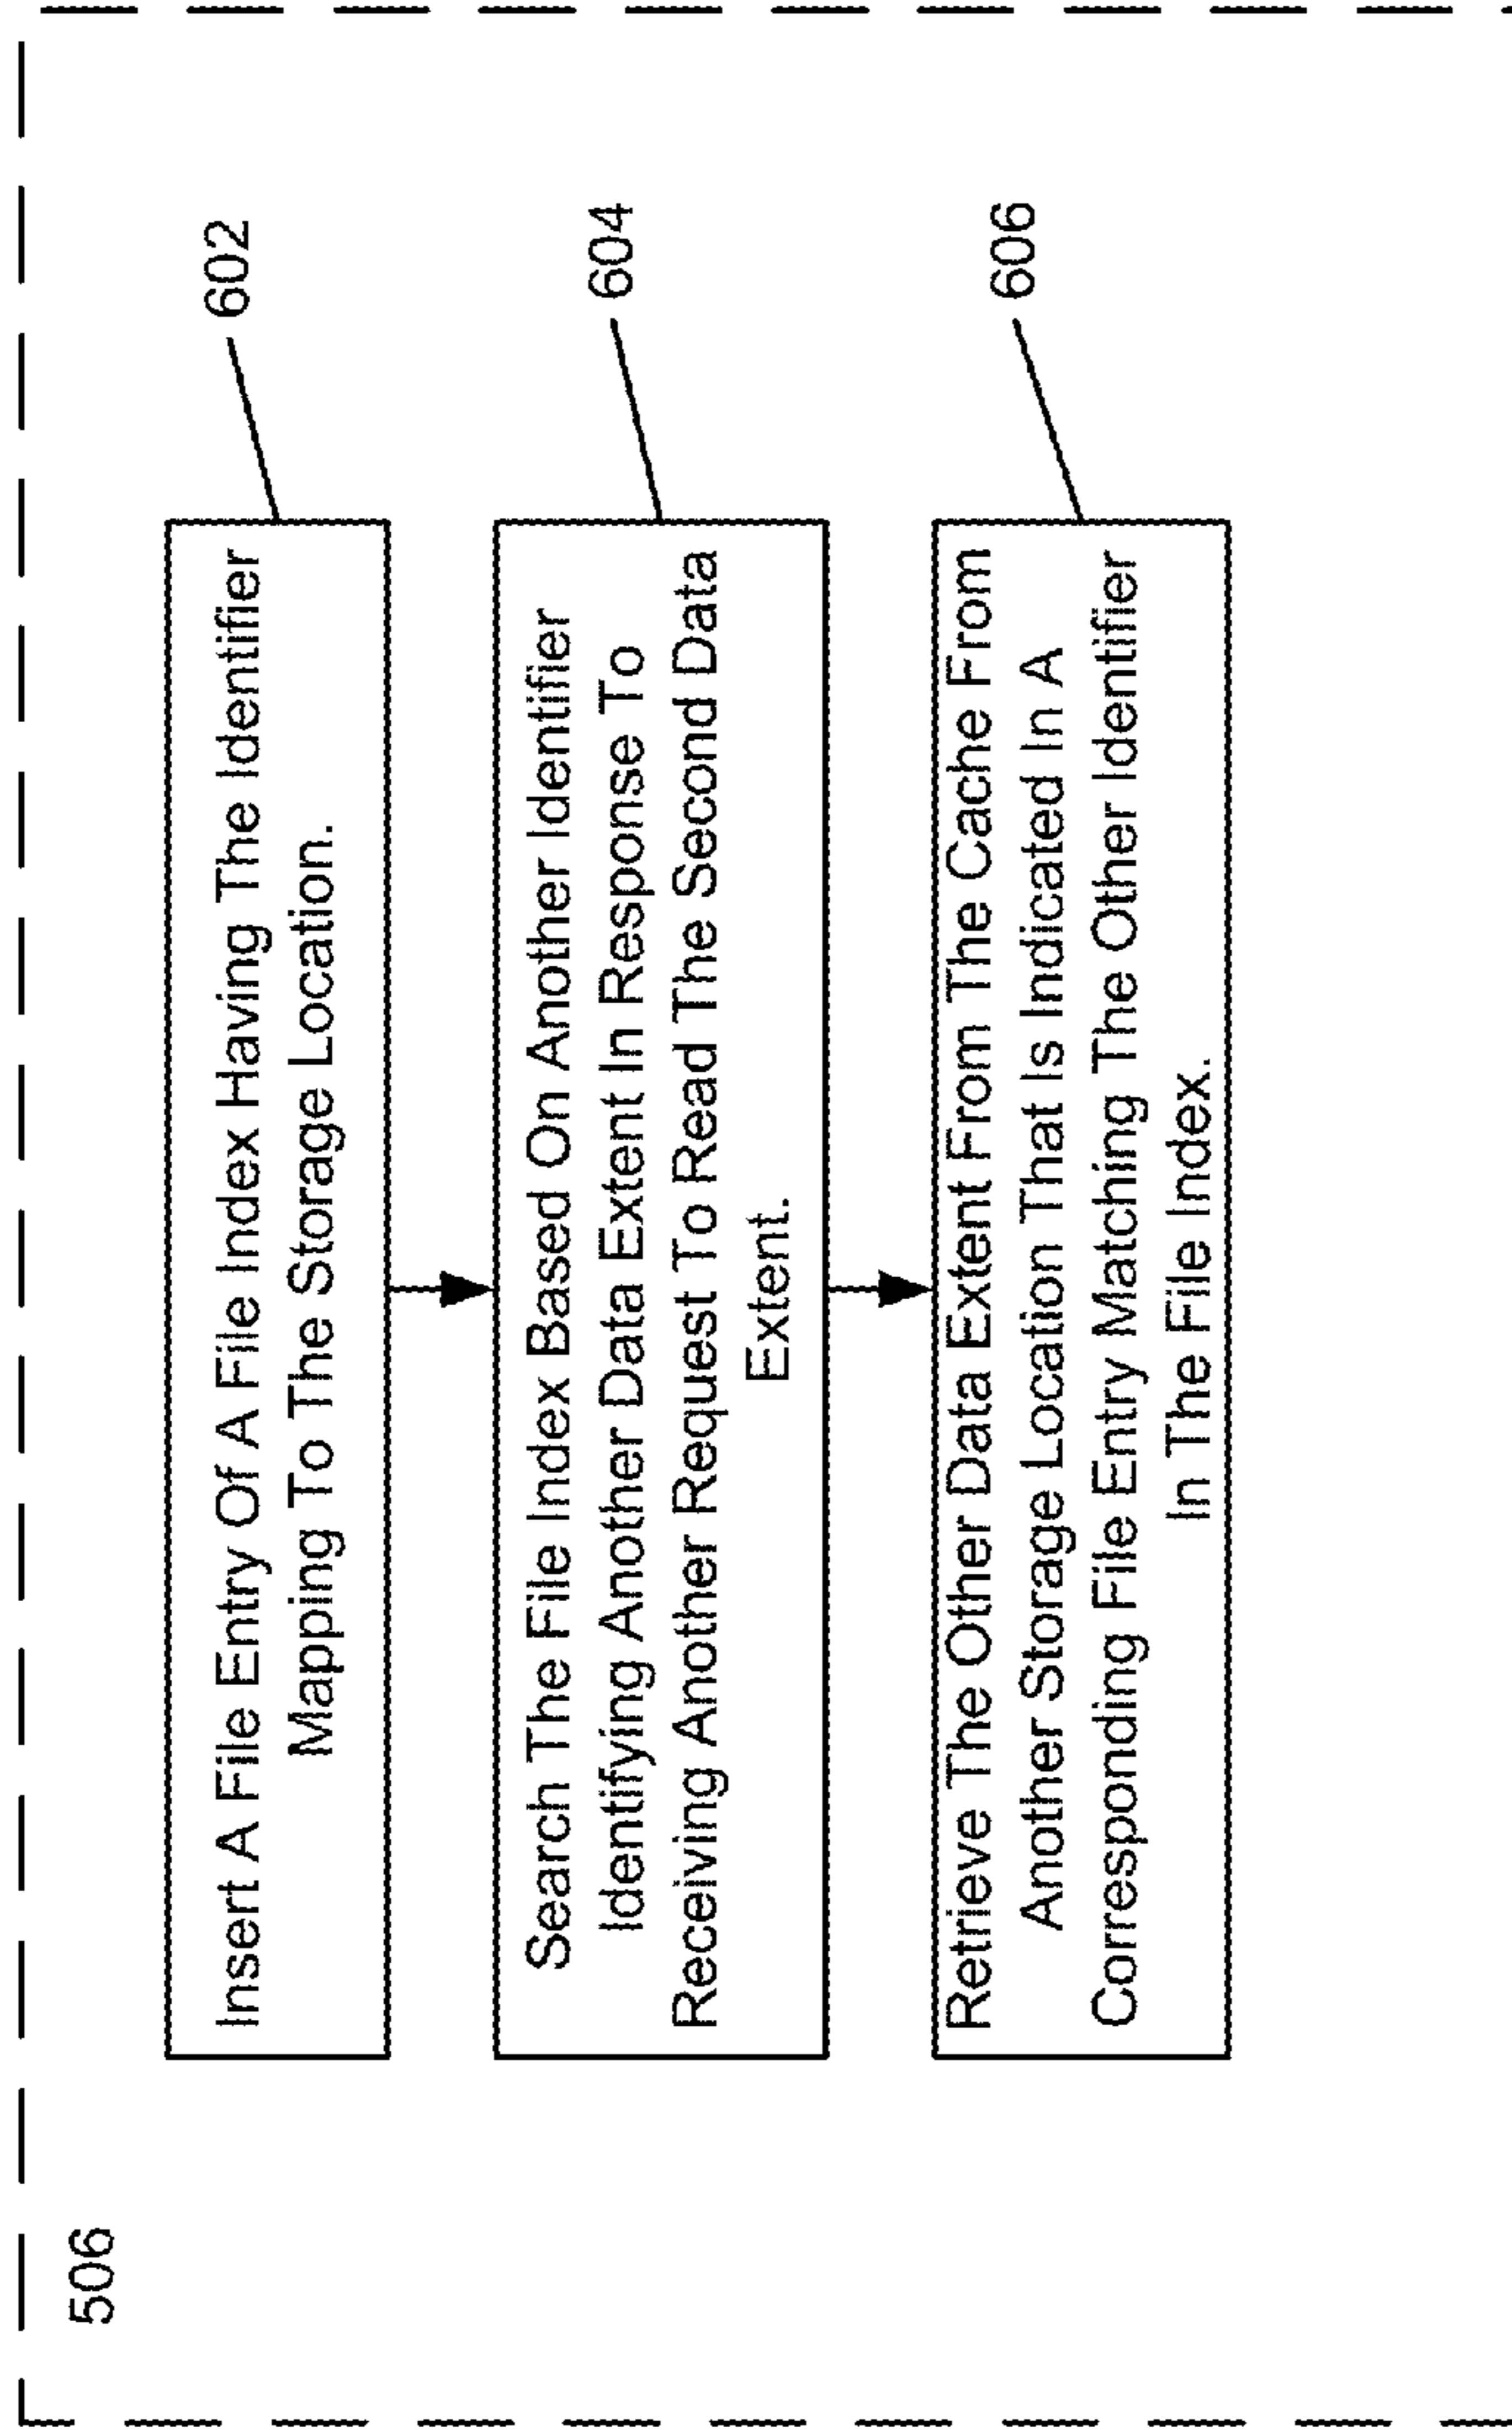 506
Insert A File Entry Of A File Index Having The Identifier
Mapping To The Storage Location.
602
Search The File Index Based On Another Identifier
Identifying Another Data Extent In Response To
Receiving Another Request To Read The Second Data
Extent.
604
Retrieve The Other Data Extent From The Cache From
Another Storage Location That Is Indicated In A
Corresponding File Entry Matching The Other Identifier
In The File Index.
606